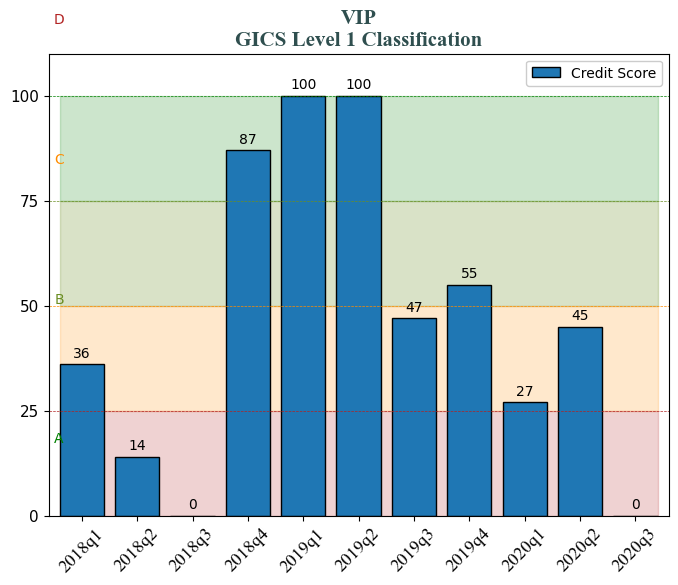 D
VIP
GICS Level 1 Classification
Credit Score
100
75
50
25
0
C
B
A
36
14
0
87
100
100
47
55
27
45
0
2018q1
2018q2
2018q3
2018q4
2019q1
2019q2
2019q3
2019q4
2020q1
2020q2
2020q3